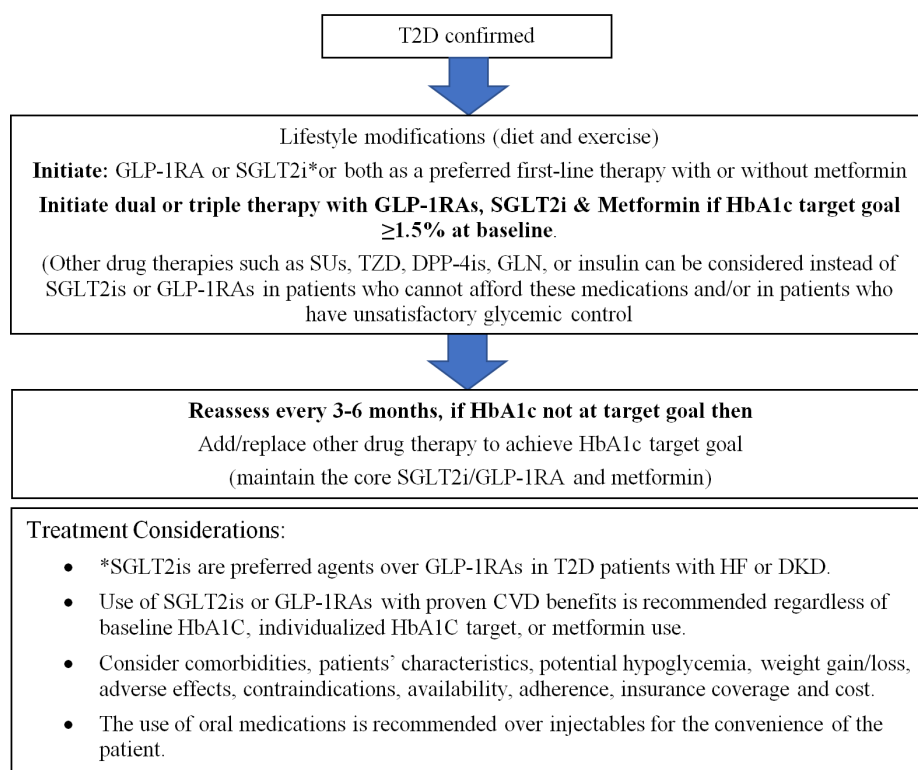 T2D confirmed
Lifestyle modifications (diet and exercise)
Initiate: GLP-1RA or SGLT2i*or both as a preferred first-line therapy with or without metformin
Initiate dual or triple therapy with GLP-1RAs, SGLT2i & Metformin if HbA1c target goal
≥1.5% at baseline.
(Other drug therapies such as SUs, TZD, DPP-4is, GLN, or insulin can be considered instead of
SGLT2is or GLP-1RAs in patients who cannot afford these medications and/or in patients who
have unsatisfactory glycemic control
Reassess every 3-6 months, if HbA1c not at target goal then
Add/replace other drug therapy to achieve HbA1c target goal
(maintain the core SGLT2i/GLP-1RA and metformin)
Treatment Considerations:
• *SGLT2is are preferred agents over GLP-1RAs in T2D patients with HF or DKD.
• Use of SGLT2is or GLP-1RAs with proven CVD benefits is recommended regardless of
baseline HbA1C, individualized HbA1C target, or metformin use.
• Consider comorbidities, patients’ characteristics, potential hypoglycemia, weight gain/loss,
adverse effects, contraindications, availability, adherence, insurance coverage and cost.
• The use of oral medications is recommended over injectables for the convenience of the
patient.